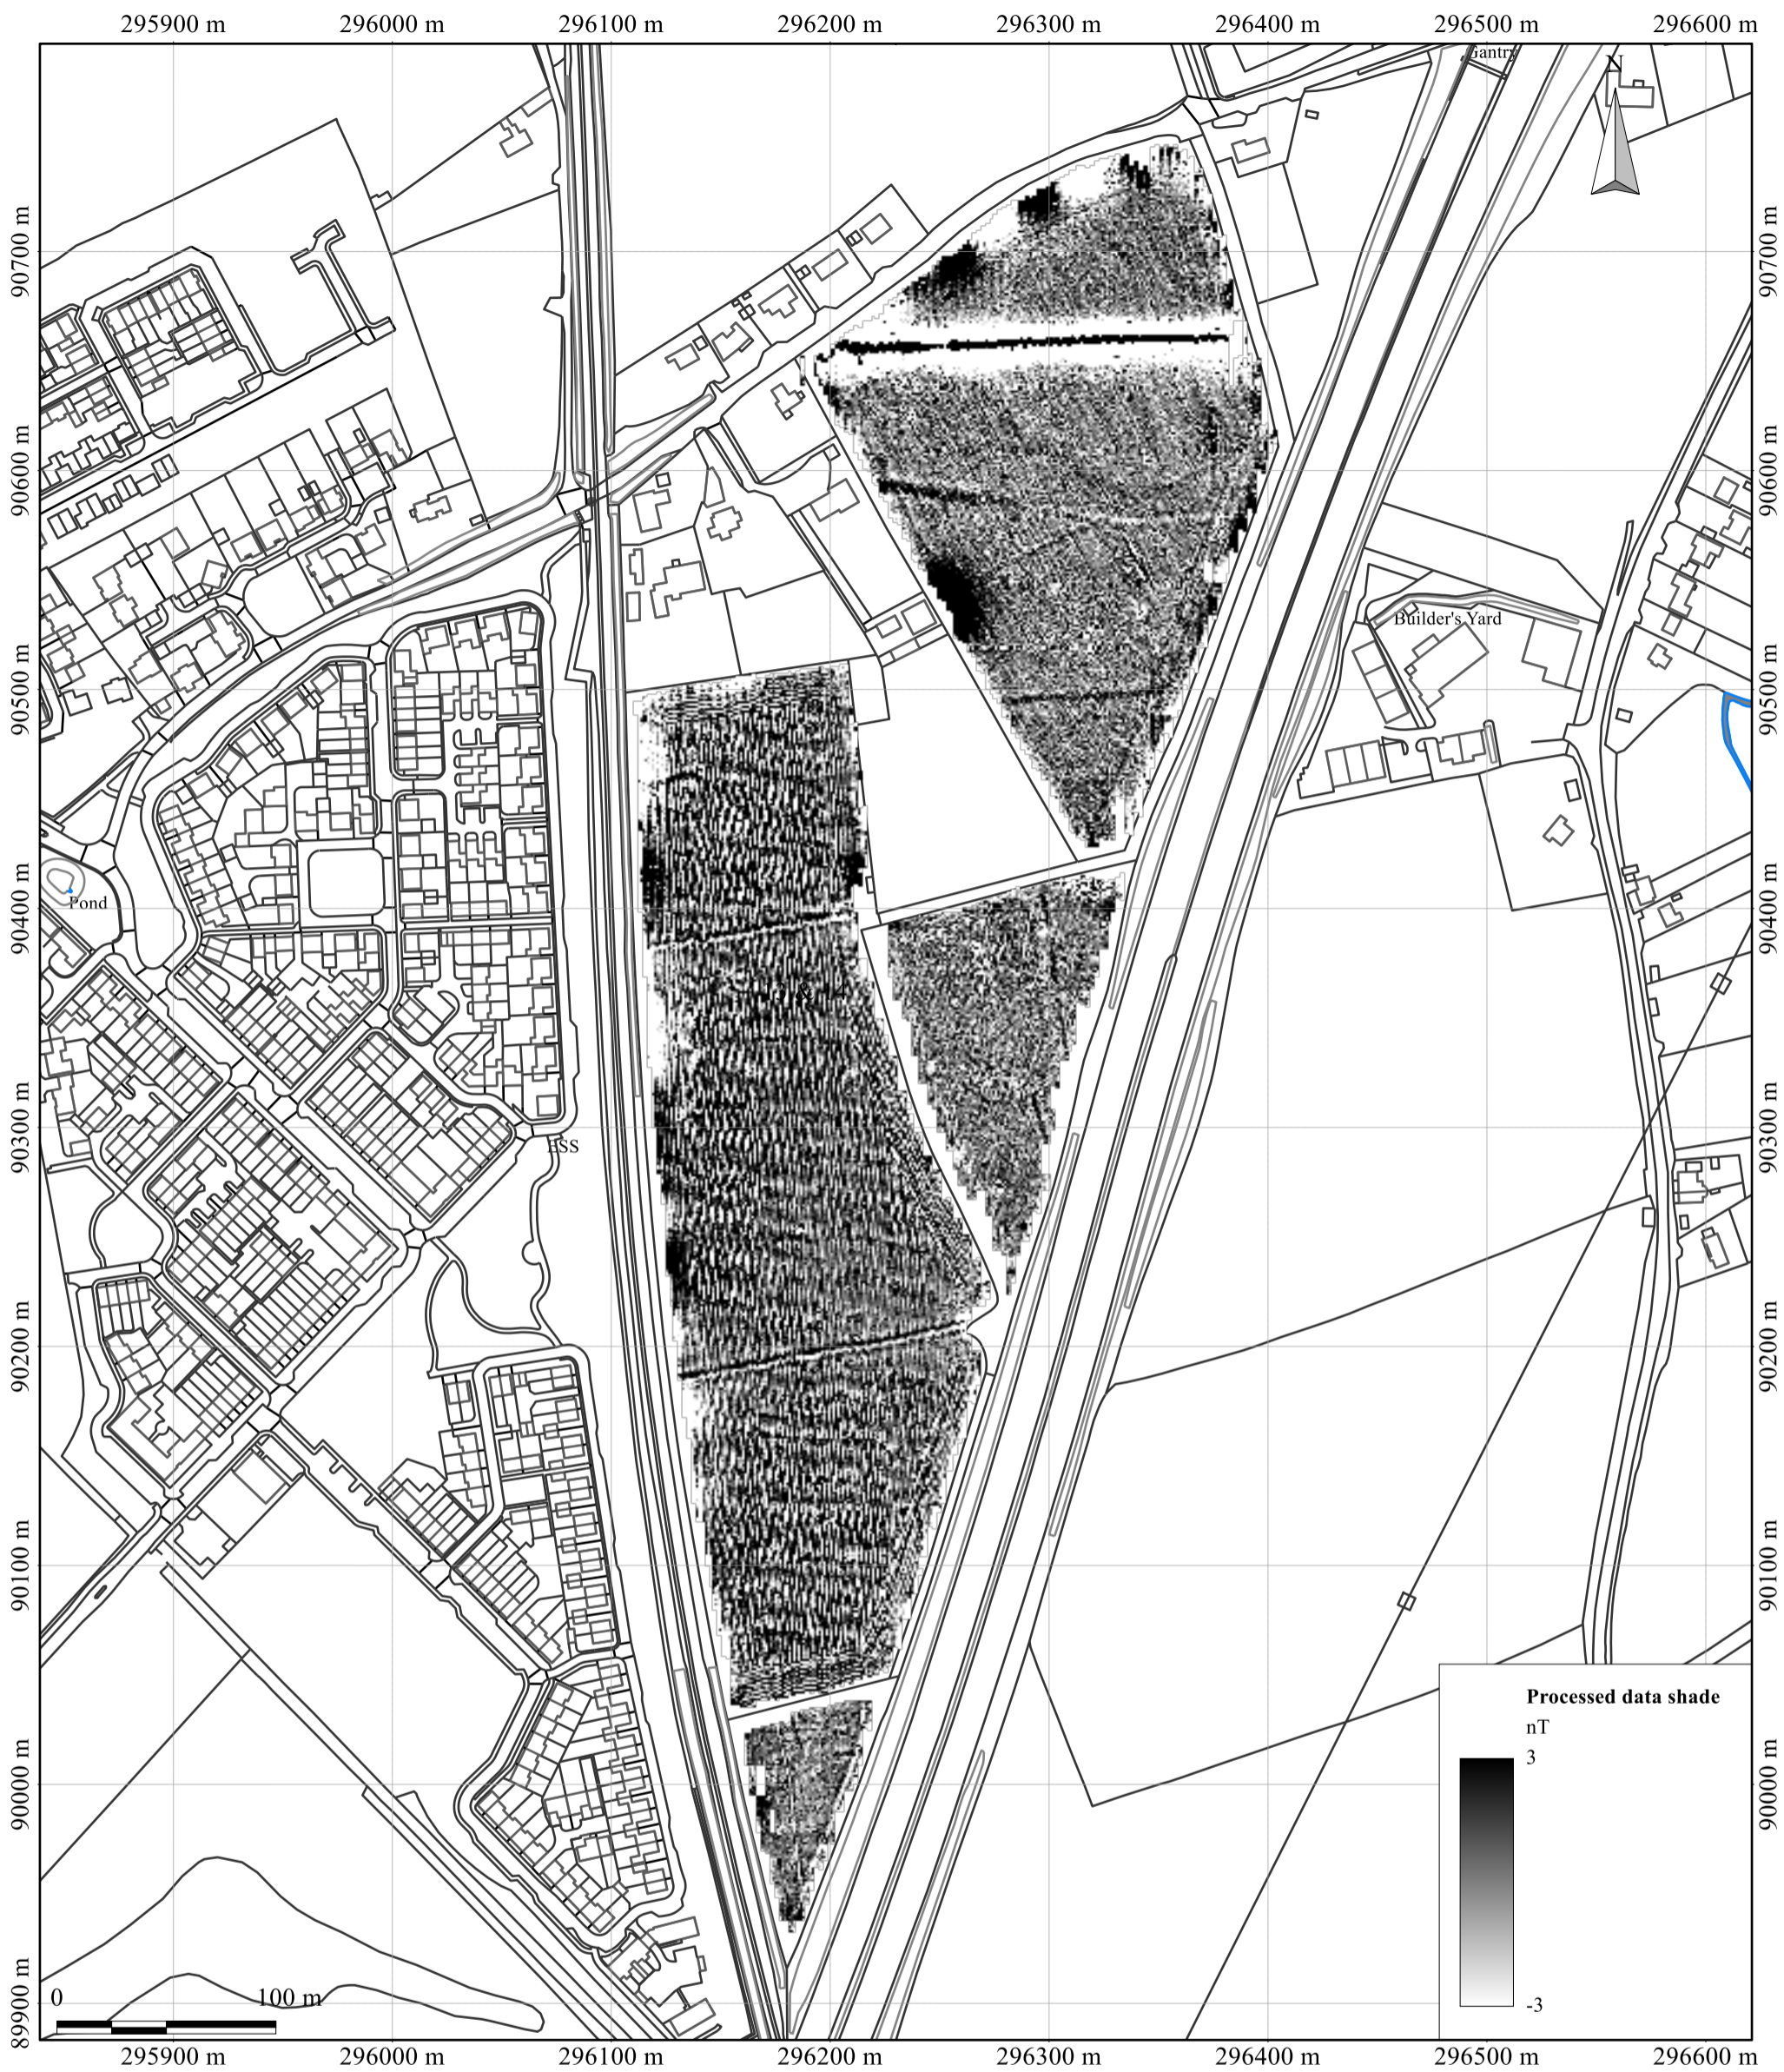 295900 m 296000 m 296100 m 296200 m 296300 m 296400 m 296500 m 296600 m
Gantry
N
90700 m 90700 m
90600 m 90600 m
Builder's Yard
90500 m 90500 m
Pond
90400 m 90400 m
90300 m 90300 m
ESS
90200 m 90200 m
90100 m 90100 m
Processed data shade
nT
3
90000 m 90000 m
0 100 m
-3
89900 m
295900 m 296000 m 296100 m 296200 m 296300 m 296400 m 296500 m 296600 m